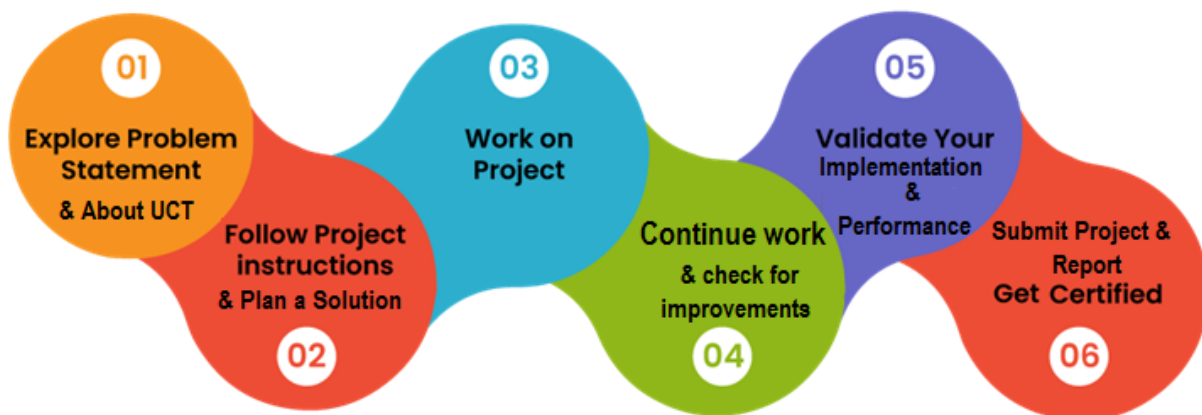 01
Explore Problem
Statement
& About UCT
Follow Project
instructions
& Plan a Solution
02
03
Work on
Project
Continue work
& check for
improvements
04
05
Validate Your
Implementation
&
Performance
Submit Project &
Report
Get Certified
06